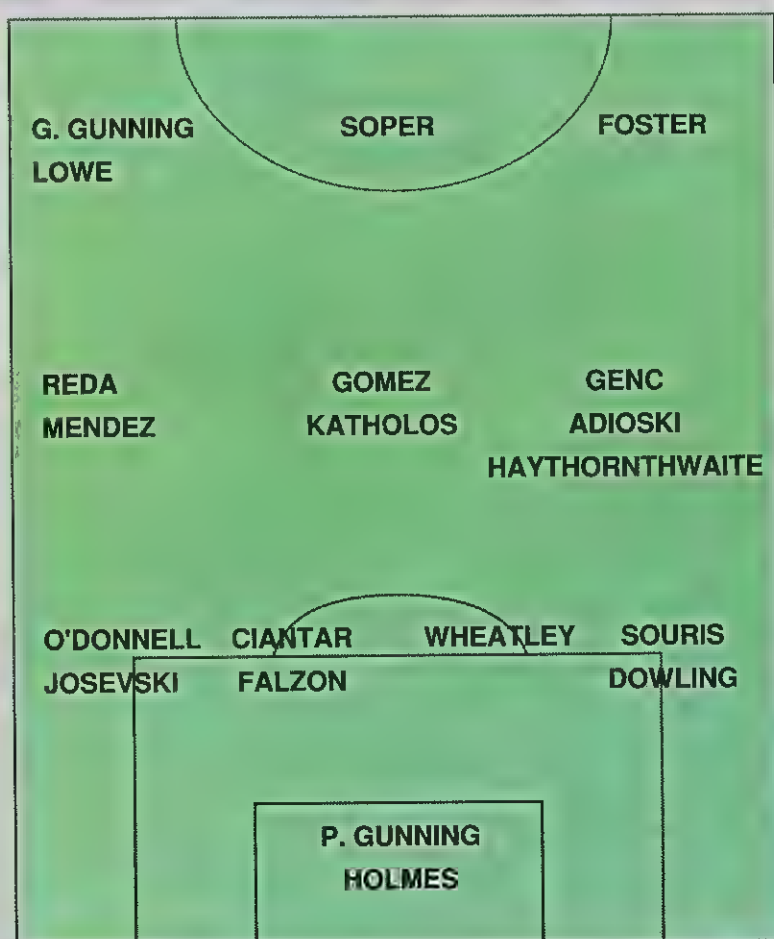 G. GUNNING SOPER FOSTER
LOWE
REDA GOMEZ GENC
MENDEZ KATHOLOS ADIOSKI
HAYTHORNTHWAITE
O'DONNELL CIANTAR WHEATLEY SOURIS
JOSEVSKI FALZON DOWLING
P. GUNNING
HOLMES